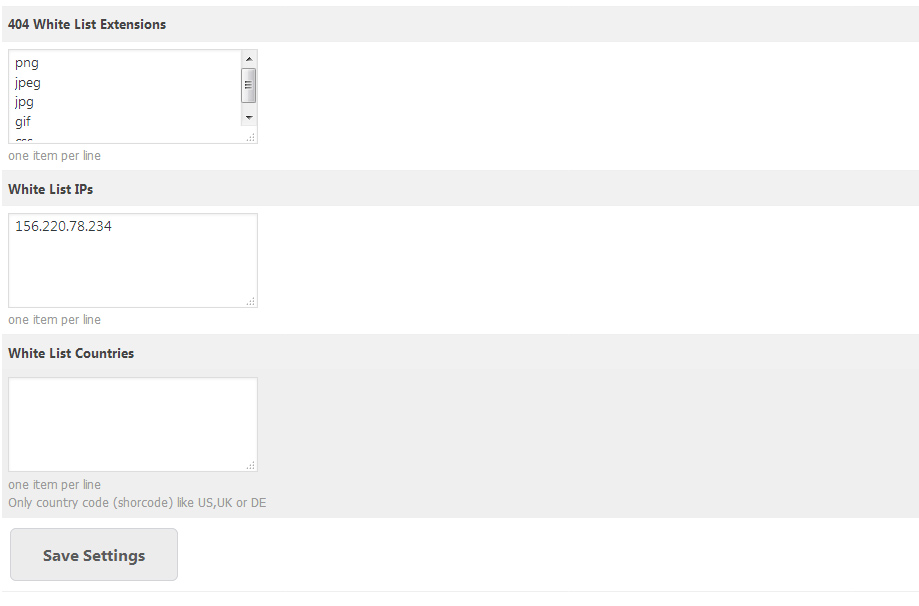 404 White List Extensions
png
jpeg
jpg
gif
one item per line
White List IPs
156.220.78.234
one item per line
White List Countries
one item per line
Only country code (shorcode) like US,UK or DE
Save Settings